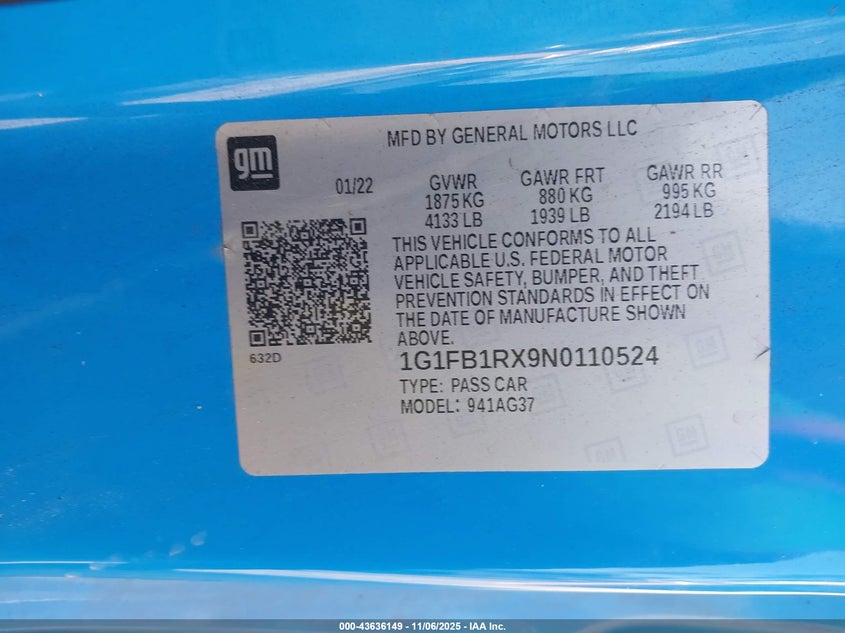 gm
MFD BY GENERAL MOTORS LLC
01/22
GVWR
1875 KG
4133 LB
GAWR FRT
880 KG
1939 LB
GAWR RR
995 KG
2194 LB
THIS VEHICLE CONFORMS TO ALL
APPLICABLE U.S. FEDERAL MOTOR
VEHICLE SAFETY, BUMPER, AND THEFT
PREVENTION STANDARDS IN EFFECT ON
THE DATE OF MANUFACTURE SHOWN
ABOVE.
632D
1G1FB1RX9N0110524
TYPE: PASS CAR
MODEL: 941AG37
000-43636149 - 11/06/2025 - IAA Inc.